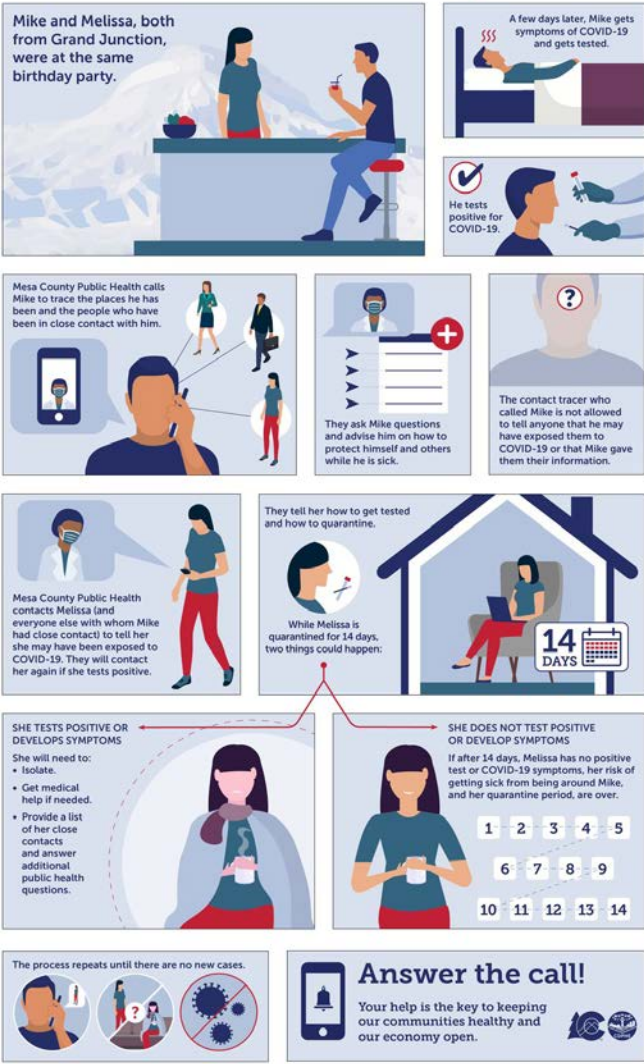 Mike and Melissa, both
from Grand Junction,
were at the same
birthday party.
A few days later, Mike gets
symptoms of COVID-19
and gets tested.
He tests
positive for
COVID-19.
Mesa County Public Health calls
Mike to trace the places he has
been and the people who have
been in close contact with him.
They ask Mike questions
and advise him on how to
protect himself and others
while he is sick.
?
The contact tracer who
called Mike is not allowed
to tell anyone that he may
have exposed them to
COVID-19 or that Mike gave
them their information.
Mesa County Public Health
contacts Melissa (and
everyone else with whom Mike
had close contact) to tell her
she may have been exposed to
COVID-19. They will contact
her again if she tests positive.
They tell her how to get tested
and how to quarantine.
While Melissa is
quarantined for 14 days,
two things could happen:
14
DAYS
SHE TESTS POSITIVE OR
DEVELOPS SYMPTOMS
She will need to:
• Isolate.
• Get medical
help if needed.
• Provide a list
of her close
contacts
and answer
additional
public health
questions.
SHE DOES NOT TEST POSITIVE
OR DEVELOP SYMPTOMS
If after 14 days, Melissa has no positive
test or COVID-19 symptoms, her risk of
getting sick from being around Mike,
and her quarantine period, are over.
1 2 3 4 5
6 7 8 9
10 11 12 13 14
The process repeats until there are no new cases.
?
Answer the call!
Your help is the key to keeping
our communities healthy and
our economy open.